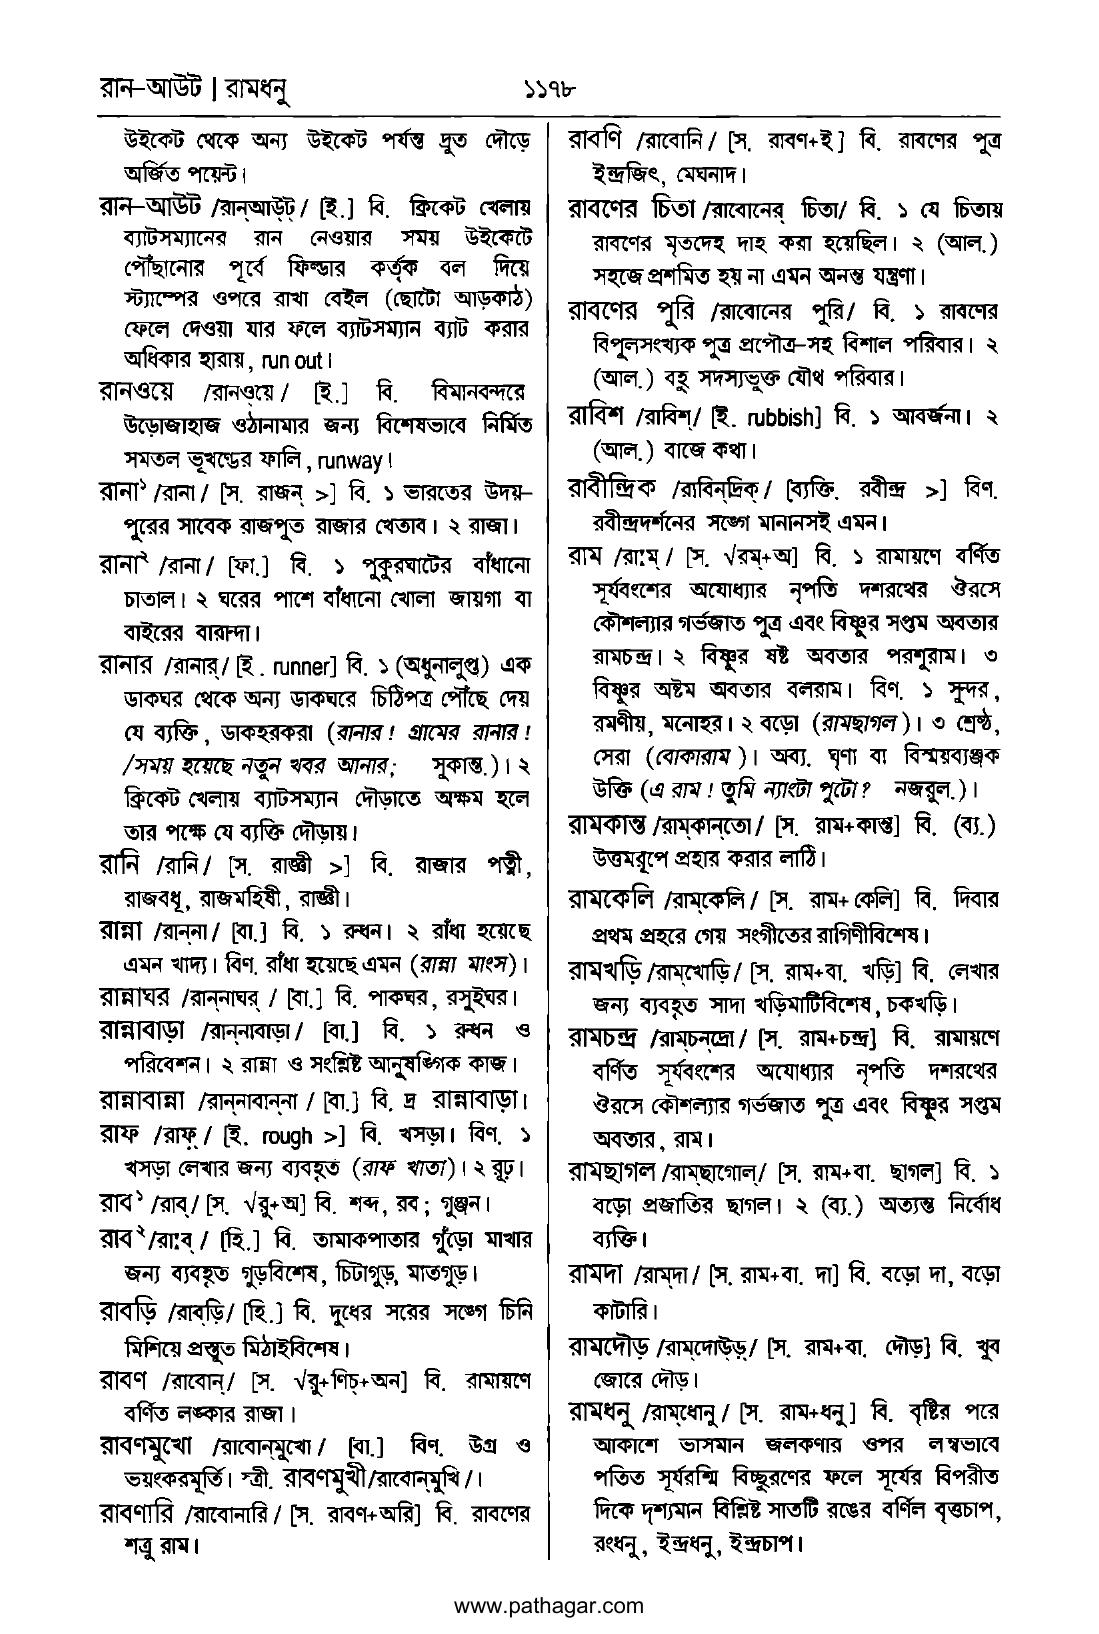 রান–আউট | রামধনু
১১৭৮
উইকেট থেকে অন্য উইকেট পর্যন্ত দ্রুত দৌড়ে
অর্জিত পয়েন্ট।
রান–আউট /রান্‌আউ্‌ট্‌/ [ই.] বি. ক্রিকেট খেলায়
ব্যাটসম্যানের রান নেওয়ার সময় উইকেটে
পৌঁছানোর পূর্বে ফিল্ডার কর্তৃক বল দিয়ে
স্ট্যাম্পের ওপরে রাখা বেইল (ছোটো আড়কাঠ)
ফেলে দেওয়া যার ফলে ব্যাটসম্যান ব্যাট করার
অধিকার হারায়, run out।
রানওয়ে /রানও্‌য়ে/ [ই.] বি. বিমানবন্দরে
উড়োজাহাজ ওঠানামার জন্য বিশেষভাবে নির্মিত
সমতল ভূখণ্ডের ফালি, runway।
রানা১ /রানা/ [স. রাজন্‌ >] বি. ১ ভারতের উদয়–
পুরের সাবেক রাজপুত রাজার খেতাব। ২ রাজা।
রানা২ /রানা/ [ফা.] বি. ১ পুকুরঘাটের বাঁধানো
চাতাল। ২ ঘরের পাশে বাঁধানো খোলা জায়গা বা
বাইরের বারান্দা।
রানার /রানার্‌/ [ই. runner] বি. ১ (অধুনালুপ্ত) এক
ডাকঘর থেকে অন্য ডাকঘরে চিঠিপত্র পৌঁছে দেয়
যে ব্যক্তি, ডাকহরকরা (রানার! গ্রামের রানার!
/সময় হয়েছে নতুন খবর আনার; সুকান্ত.)। ২
ক্রিকেট খেলায় ব্যাটসম্যান দৌড়াতে অক্ষম হলে
তার পক্ষে যে ব্যক্তি দৌড়ায়।
রানি /রানি/ [স. রাজ্ঞী >] বি. রাজার পত্নী,
রাজবধূ, রাজমহিষী, রাজ্ঞী।
রান্না /রান্‌না/ [বা.] বি. ১ রন্ধন। ২ রাঁধা হয়েছে
এমন খাদ্য। বিণ. রাঁধা হয়েছে এমন (রান্না মাংস)।
রান্নাঘর /রান্‌নাঘর্‌/ [বা.] বি. পাকঘর, রসুইঘর।
রান্নাবাড়া /রান্‌নাবাড়া/ [বা.] বি. ১ রন্ধন ও
পরিবেশন। ২ রান্না ও সংশ্লিষ্ট আনুষঙ্গিক কাজ।
রান্নাবান্না /রান্‌নাবান্‌না/ [বা.] বি. দ্র রান্নাবাড়া।
রাফ /রাফ্‌/ [ই. rough >] বি. খসড়া। বিণ. ১
খসড়া লেখার জন্য ব্যবহৃত (রাফ খাতা)। ২ রূঢ়।
রাব১ /রাব্‌/ [স. √রু+অ] বি. শব্দ, রব; গুঞ্জন।
রাব২ /রা:ব্‌/ [হি.] বি. তামাকপাতার গুঁড়ো মাখার
জন্য ব্যবহৃত গুড়বিশেষ, চিটাগুড়, মাতগুড়।
রাবড়ি /রাব্‌ড়ি/ [হি.] বি. দুধের সরের সঙ্গে চিনি
মিশিয়ে প্রস্তুত মিঠাইবিশেষ।
রাবণ /রাবোন্‌/ [স. √রু+ণিচ্‌+অন] বি. রামায়ণে
বর্ণিত লঙ্কার রাজা।
রাবণমুখো /রাবোন্‌মুখো/ [বা.] বিণ. উগ্র ও
ভয়ংকরমূর্তি। স্ত্রী. রাবণমুখী/রাবোন্‌মুখি/।
রাবণারি /রাবোনারি/ [স. রাবণ+অরি] বি. রাবণের
শত্রু রাম।
রাবণি /রাবোনি/ [স. রাবণ+ই] বি. রাবণের পুত্র
ইন্দ্রজিৎ, মেঘনাদ।
রাবণের চিতা /রাবোনের্‌ চিতা/ বি. ১ যে চিতায়
রাবণের মৃতদেহ দাহ করা হয়েছিল। ২ (আল.)
সহজে প্রশমিত হয় না এমন অনন্ত যন্ত্রণা।
রাবণের পুরি /রাবোনের পুরি/ বি. ১ রাবণের
বিপুলসংখ্যক পুত্র প্রপৌত্র–সহ বিশাল পরিবার। ২
(আল.) বহু সদস্যভুক্ত যৌথ পরিবার।
রাবিশ /রাবিশ্‌/ [ই. rubbish] বি. ১ আবর্জনা। ২
(আল.) বাজে কথা।
রাবীন্দ্রিক /রাবিন্‌দ্রিক্‌/ [ব্যক্তি. রবীন্দ্র >] বিণ.
রবীন্দ্রদর্শনের সঙ্গে মানানসই এমন।
রাম /রা:ম্‌/ [স. √রম্‌+অ] বি. ১ রামায়ণে বর্ণিত
সূর্যবংশের অযোধ্যার নৃপতি দশরথের ঔরসে
কৌশল্যার গর্ভজাত পুত্র এবং বিষ্ণুর সপ্তম অবতার
রামচন্দ্র। ২ বিষ্ণুর ষষ্ট অবতার পরশুরাম। ৩
বিষ্ণুর অষ্টম অবতার বলরাম। বিণ. ১ সুন্দর,
রমণীয়, মনোহর। ২ বড়ো (রামছাগল)। ৩ শ্রেষ্ঠ,
সেরা (বোকারাম)। অব্য. ঘৃণা বা বিস্ময়ব্যঞ্জক
উক্তি (এ রাম! তুমি ন্যাংটা পুটো? নজরুল.)।
রামকান্ত /রাম্‌কান্‌তো/ [স. রাম+কান্ত] বি. (ব্য.)
উত্তমরূপে প্রহার করার লাঠি।
রামকেলি /রাম্‌কেলি/ [স. রাম+কেলি] বি. দিবার
প্রথম প্রহরে গেয় সংগীতের রাগিণীবিশেষ।
রামখড়ি /রাম্‌খোড়ি/ [স. রাম+বা. খড়ি] বি. লেখার
জন্য ব্যবহৃত সাদা খড়িমাটিবিশেষ, চকখড়ি।
রামচন্দ্র /রাম্‌চন্‌দ্রো/ [স. রাম+চন্দ্র] বি. রামায়ণে
বর্ণিত সূর্যবংশের অযোধ্যার নৃপতি দশরথের
ঔরসে কৌশল্যার গর্ভজাত পুত্র এবং বিষ্ণুর সপ্তম
অবতার, রাম।
রামছাগল /রাম্‌ছাগোল্‌/ [স. রাম+বা. ছাগল] বি. ১
বড়ো প্রজাতির ছাগল। ২ (ব্য.) অত্যন্ত নির্বোধ
ব্যক্তি।
রামদা /রাম্‌দা/ [স. রাম+বা. দা] বি. বড়ো দা, বড়ো
কাটারি।
রামদৌড় /রাম্‌দোউ্‌ড়্‌/ [স. রাম+বা. দৌড়] বি. খুব
জোরে দৌড়।
রামধনু /রাম্‌ধোনু/ [স. রাম+ধনু] বি. বৃষ্টির পরে
আকাশে ভাসমান জলকণার ওপর লম্বভাবে
পতিত সূর্যরশ্মি বিচ্ছুরণের ফলে সূর্যের বিপরীত
দিকে দৃশ্যমান বিশ্লিষ্ট সাতটি রঙের বর্ণিল বৃত্তচাপ,
রংধনু, ইন্দ্রধনু, ইন্দ্রচাপ।
www.pathagar.com